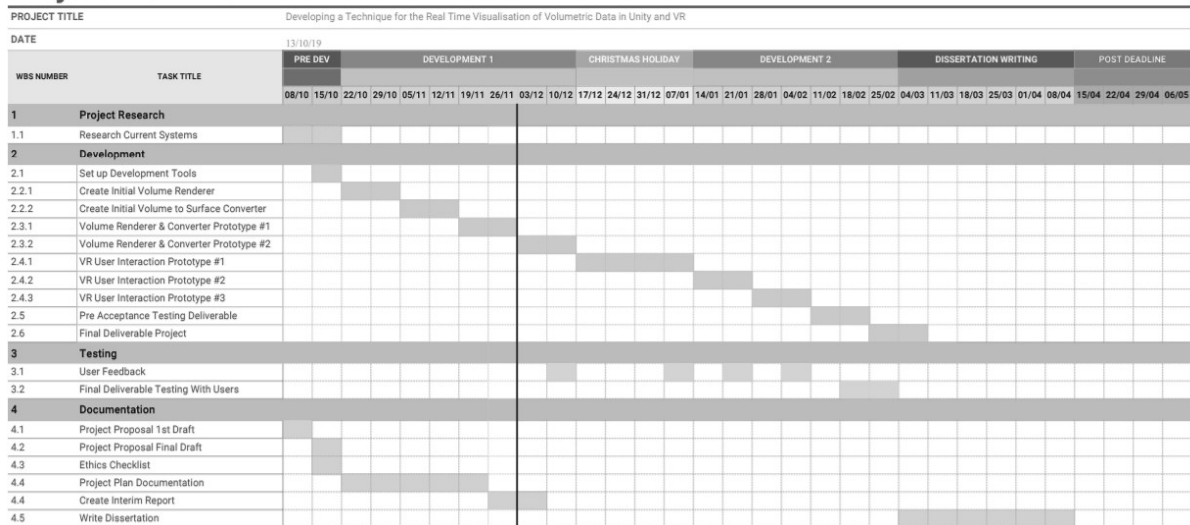 PROJECT TITLE Developing a Technique for the Real Time Visualisation of Volumetric Data in Unity and VR
DATE 13/10/19
PRE DEV DEVELOPMENT 1 CHRISTMAS HOLIDAY DEVELOPMENT 2 DISSERTATION WRITING POST DEADLINE
WBS NUMBER TASK TITLE
08/10 15/10 22/10 29/10 05/11 12/11 19/11 26/11 03/12 10/12 17/12 24/12 31/12 07/01 14/01 21/01 28/01 04/02 11/02 18/02 25/02 04/03 11/03 18/03 25/03 01/04 08/04 15/04 22/04 29/04 06/05
1 Project Research
1.1 Research Current Systems
2 Development
2.1 Set up Development Tools
2.2.1 Create Initial Volume Renderer
2.2.2 Create Initial Volume to Surface Converter
2.3.1 Volume Renderer & Converter Prototype #1
2.3.2 Volume Renderer & Converter Prototype #2
2.4.1 VR User Interaction Prototype #1
2.4.2 VR User Interaction Prototype #2
2.4.3 VR User Interaction Prototype #3
2.5 Pre Acceptance Testing Deliverable
2.6 Final Deliverable Project
3 Testing
3.1 User Feedback
3.2 Final Deliverable Testing With Users
4 Documentation
4.1 Project Proposal 1st Draft
4.2 Project Proposal Final Draft
4.3 Ethics Checklist
4.4 Project Plan Documentation
4.4 Create Interim Report
4.5 Write Dissertation